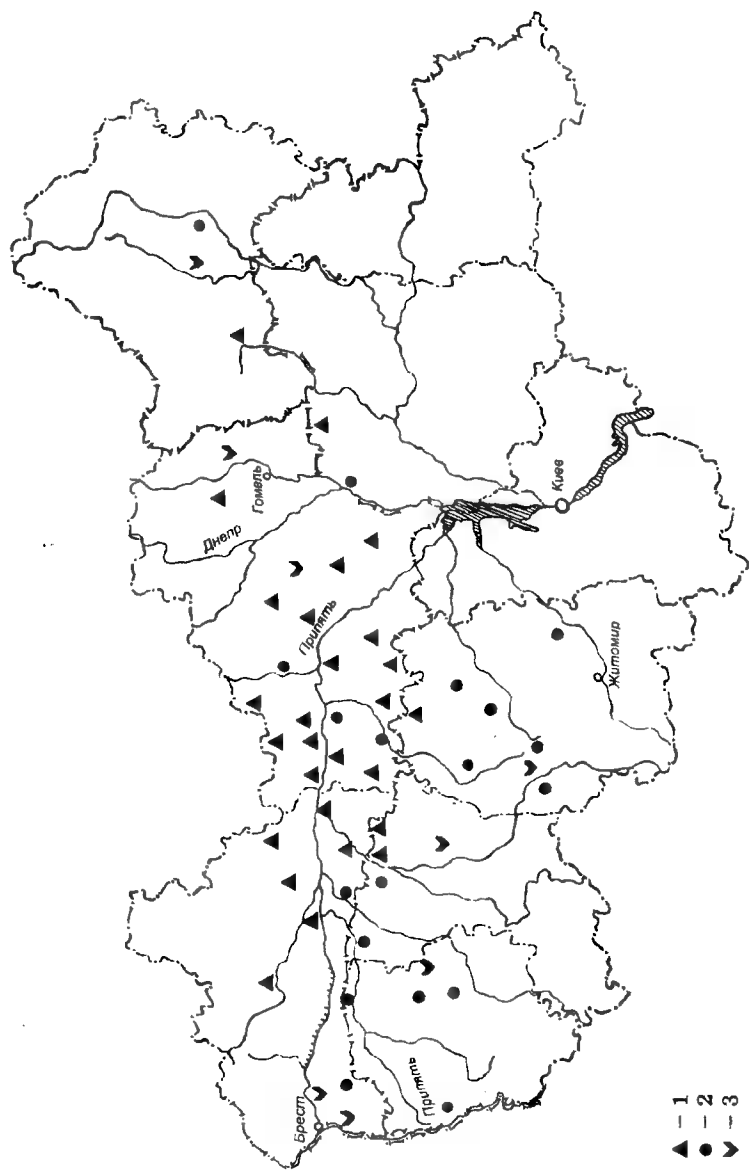 Днепр
Гомель
Припять
Киев
Житомир
Брест
Припять
▲ – 1
● – 2
﹀ – 3